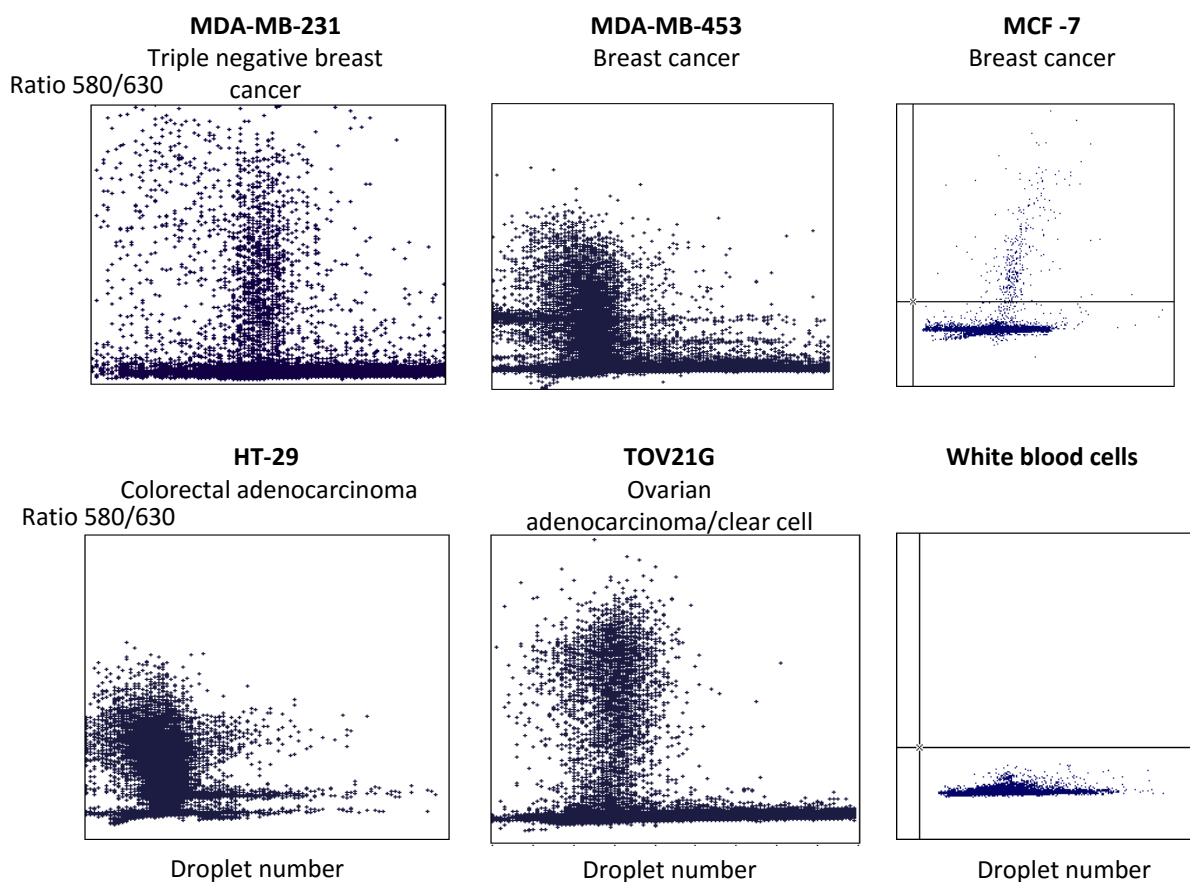 MDA-MB-231
Triple negative breast
cancer
Ratio 580/630
MDA-MB-453
Breast cancer
MCF -7
Breast cancer
HT-29
Colorectal adenocarcinoma
Ratio 580/630
TOV21G
Ovarian
adenocarcinoma/clear cell
White blood cells
Droplet number
Droplet number
Droplet number